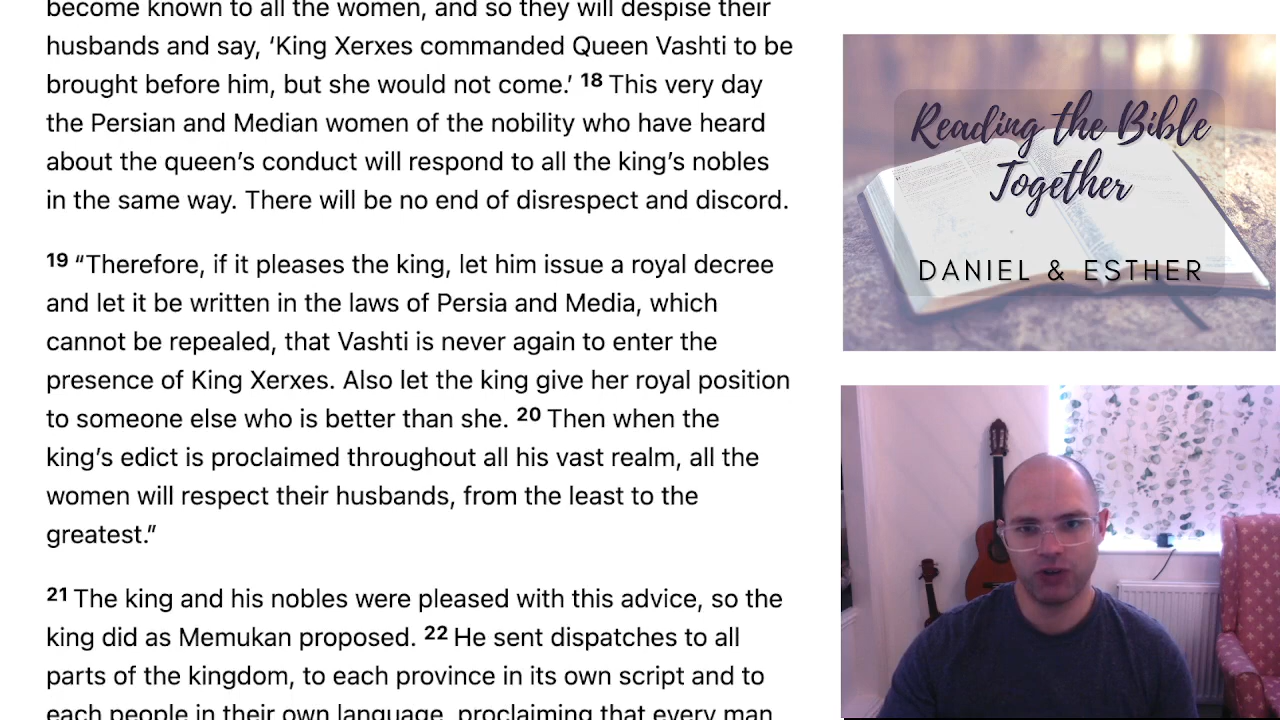 become known to all the women, and so they will despise their
husbands and say, ‘King Xerxes commanded Queen Vashti to be
brought before him, but she would not come.’ 18 This very day
the Persian and Median women of the nobility who have heard
about the queen’s conduct will respond to all the king’s nobles
in the same way. There will be no end of disrespect and discord.
19 “Therefore, if it pleases the king, let him issue a royal decree
and let it be written in the laws of Persia and Media, which
cannot be repealed, that Vashti is never again to enter the
presence of King Xerxes. Also let the king give her royal position
to someone else who is better than she. 20 Then when the
king’s edict is proclaimed throughout all his vast realm, all the
women will respect their husbands, from the least to the
greatest.”
21 The king and his nobles were pleased with this advice, so the
king did as Memukan proposed. 22 He sent dispatches to all
parts of the kingdom, to each province in its own script and to
each people in their own language, proclaiming that every man
Reading the Bible
Together
DANIEL & ESTHER